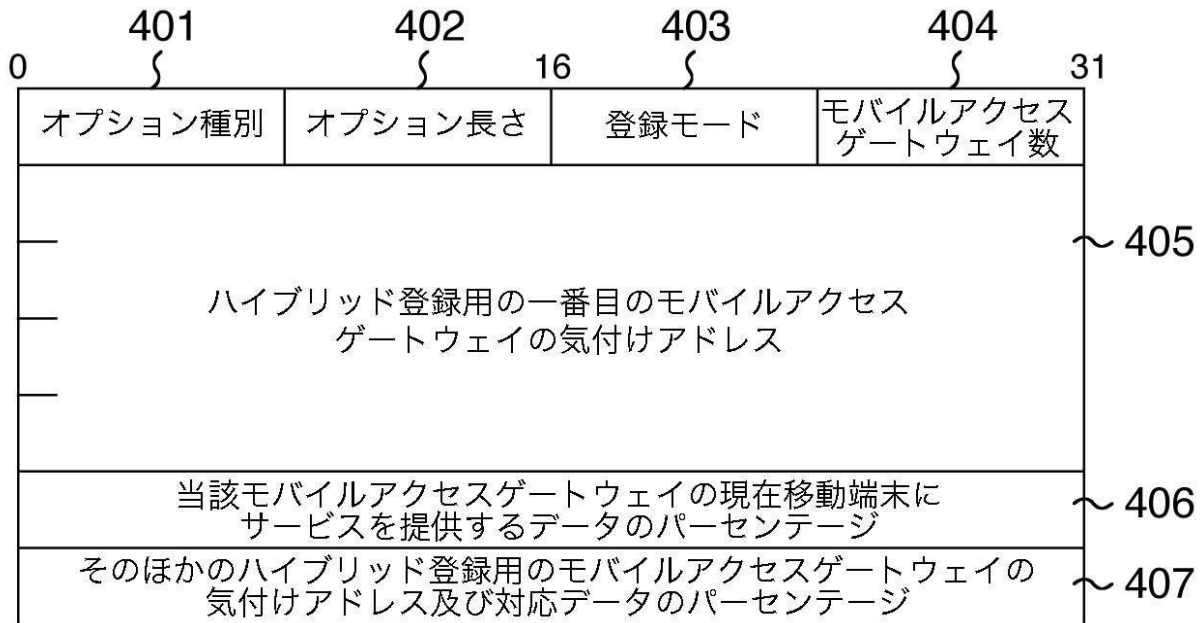 401 402 403 404
0 16 31
オプション種別 オプション長さ 登録モード モバイルアクセス
ゲートウェイ数
405
ハイブリッド登録用の一番目のモバイルアクセス
ゲートウェイの気付けアドレス
当該モバイルアクセスゲートウェイの現在移動端末に
サービスを提供するデータのパーセンテージ
406
そのほかのハイブリッド登録用のモバイルアクセスゲートウェイの
気付けアドレス及び対応データのパーセンテージ
407